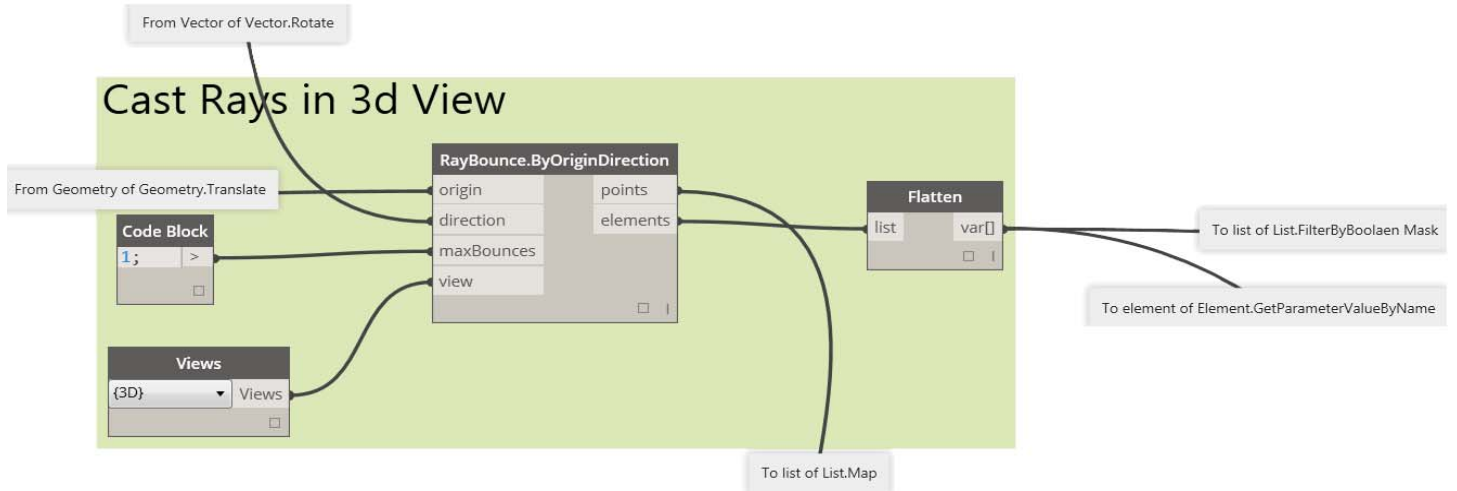 From Vector of Vector.Rotate
Cast Rays in 3d View
From Geometry of Geometry.Translate
Code Block
1; >
Views
{3D} Views
RayBounce.ByOriginDirection
origin points
direction elements
maxBounces
view
Flatten
list var[]
To list of List.FilterByBoolaen Mask
To element of Element.GetParameterValueByName
To list of List.Map